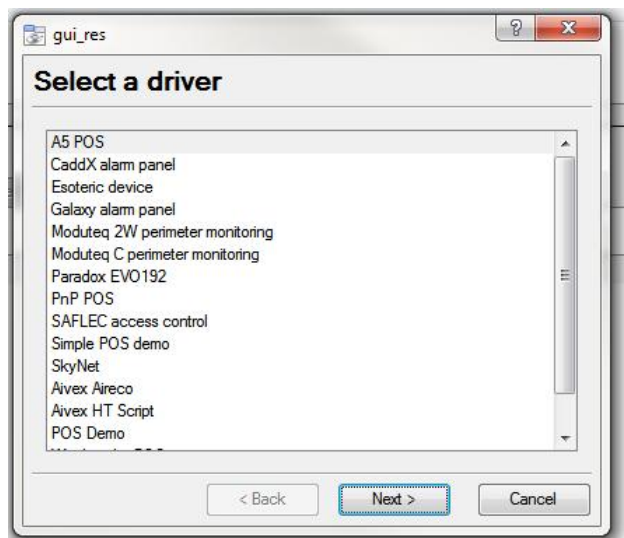 gui_res
Select a driver
A5 POS
CaddX alarm panel
Esoteric device
Galaxy alarm panel
Moduteq 2W perimeter monitoring
Moduteq C perimeter monitoring
Paradox EVO192
PnP POS
SAFLEC access control
Simple POS demo
SkyNet
Aivex Aireco
Aivex HT Script
POS Demo
< Back Next > Cancel